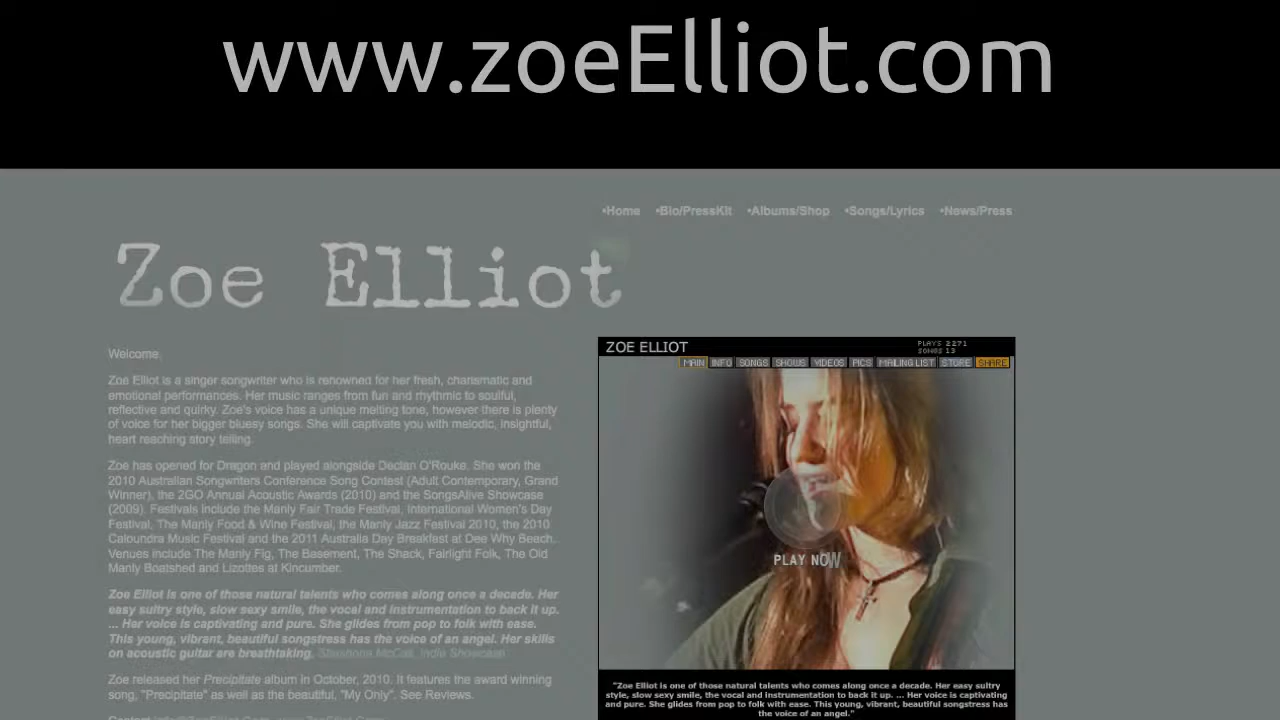 www.zoeElliot.com
•Home •Bio/PressKit •Albums/Shop •Songs/Lyrics •News/Press
Zoe Elliot
Welcome.
Zoe Elliot is a singer songwriter who is renowned for her fresh, charismatic and
emotional performances. Her music ranges from fun and rhythmic to soulful,
reflective and quirky. Zoe's voice has a unique melting tone, however there is plenty
of voice for her bigger bluesy songs. She will captivate you with melodic, insightful,
heart reaching story telling.
Zoe has opened for Dragon and played alongside Declan O'Rouka. She won the
2010 Australian Songwriters Conference Song Contest (Adult Contemporary, Grand
Winner), the 2GO Annual Acoustic Awards (2010) and the SongsAlive Showcase
(2009). Festivals include the Manly Fair Trade Festival, International Women's Day
Festival, The Manly Food & Wine Festival, the Manly Jazz Festival 2010, the 2010
Caloundra Music Festival and the 2011 Australia Day Breakfast at Dee Why Beach.
Venues include The Manly Fig, The Basement, The Shack, Fairlight Folk, The Old
Manly Boatshed and Lizottes at Kincumber.
Zoe Elliot is one of those natural talents who comes along once a decade. Her
easy sultry style, slow sexy smile, the vocal and instrumentation to back it up.
... Her voice is captivating and pure. She glides from pop to folk with ease.
This young, vibrant, beautiful songstress has the voice of an angel. Her skills
on acoustic guitar are breathtaking. McCall, Indie Showcase
Zoe released her Precipitate album in October, 2010. It features the award winning
song, "Precipitate" as well as the beautiful, "My Only". See Reviews.
ZOE ELLIOT
PLAYS 2271
SONGS 13
MAIN INFO SONGS SHOWS VIDEOS PICS MAILING LIST STORE SHARE
PLAY NOW
"Zoe Elliot is one of those natural talents who comes along once a decade. Her easy sultry
style, slow sexy smile, the vocal and instrumentation to back it up. ... Her voice is captivating
and pure. She glides from pop to folk with ease. This young, vibrant, beautiful songstress has
the voice of an angel."